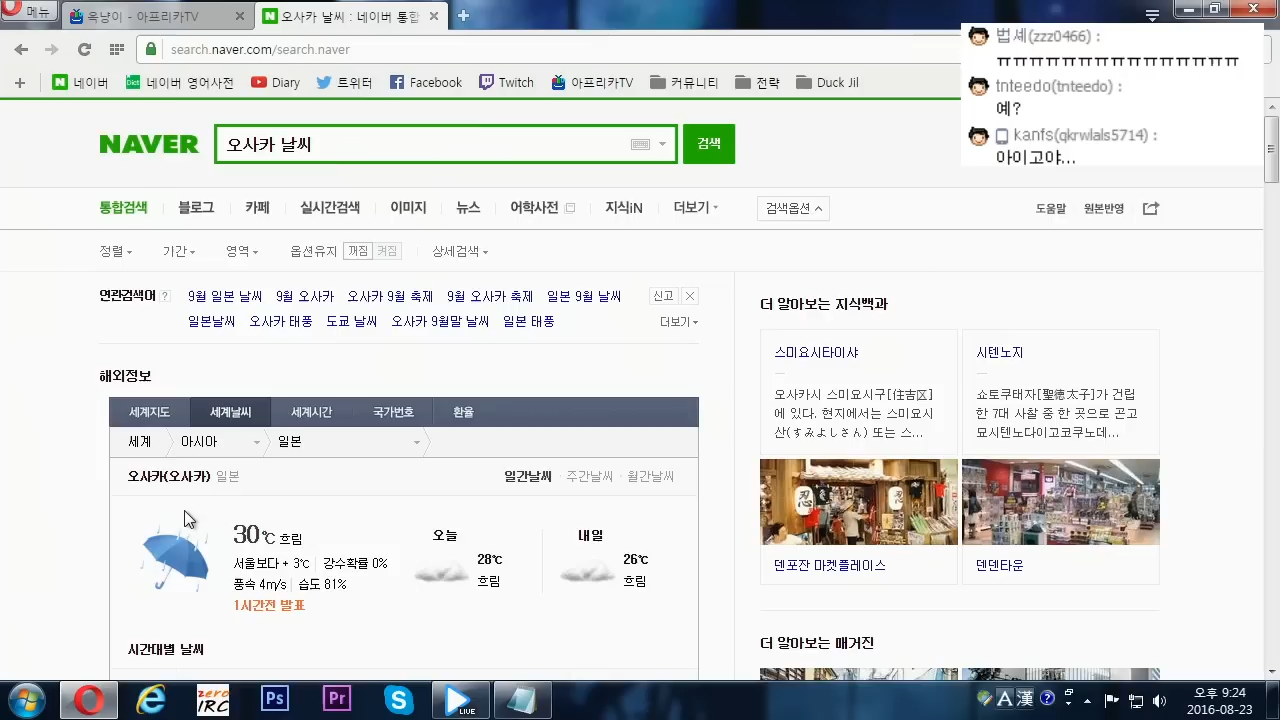 메뉴
옥냥이 - 아프리카TV
오사카 날씨 : 네이버 통합
search.naver.com/search.naver
네이버
네이버 영어사전
Diary
트위터
Facebook
Twitch
아프리카TV
커뮤니티
전략
Duck Jil
법셰(zzz0466) :
ㅠㅠㅠㅠㅠㅠㅠㅠㅠㅠㅠㅠㅠㅠㅠ
tnteedo(tnteedo) :
예?
kanfs(qkrwlals5714) :
아이고야...
NAVER
오사카 날씨
검색
통합검색 블로그 카페 실시간검색 이미지 뉴스 어학사전 지식iN 더보기
검색옵션
도움말 원본반영
정렬 기간 영역 옵션유지 꺼짐 켜짐 상세검색
연관검색어 ? 9월 일본 날씨 9월 오사카 오사카 9월 축제 9월 오사카 축제 일본 9월 날씨 신고
일본날씨 오사카 태풍 도쿄 날씨 오사카 9월말 날씨 일본 태풍 더보기
해외정보
세계지도 세계날씨 세계시간 국가번호 환율
세계 아시아 일본
오사카(오사카) 일본
일간날씨 주간날씨 월간날씨
30℃ 흐림
서울보다 + 3℃ 강수확률 0%
풍속 4m/s 습도 81%
1시간전 발표
오늘
28℃
흐림
내일
26℃
흐림
시간대별 날씨
더 알아보는 지식백과
스미요시타이샤
오사카시 스미요시구[住吉区]
에 있다. 현지에서는 스미요시
산(すみよしさん) 또는 스...
시텐노지
쇼토쿠태자[聖徳太子]가 건립
한 7대 사찰 중 한 곳으로 곤고
묘시텐노다이고코쿠노데...
덴포잔 마켓플레이스
덴덴타운
더 알아보는 매거진
zero
IRC
Ps
Pr
LIVE
A 漢
오후 9:24
2016-08-23